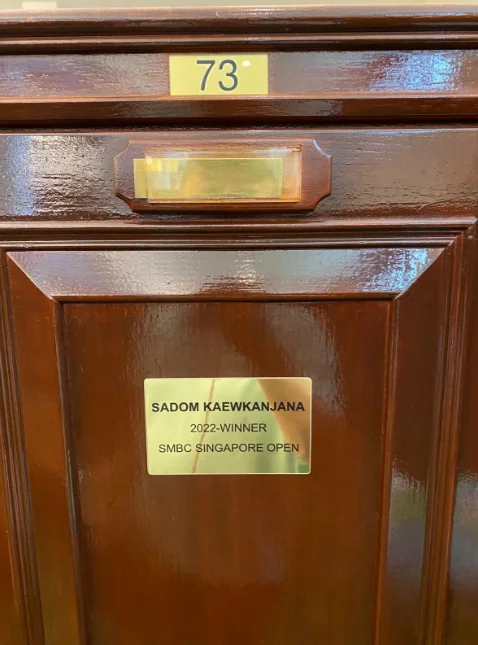 73
SADOM KAEWKANJANA
2022-WINNER
SMBC SINGAPORE OPEN